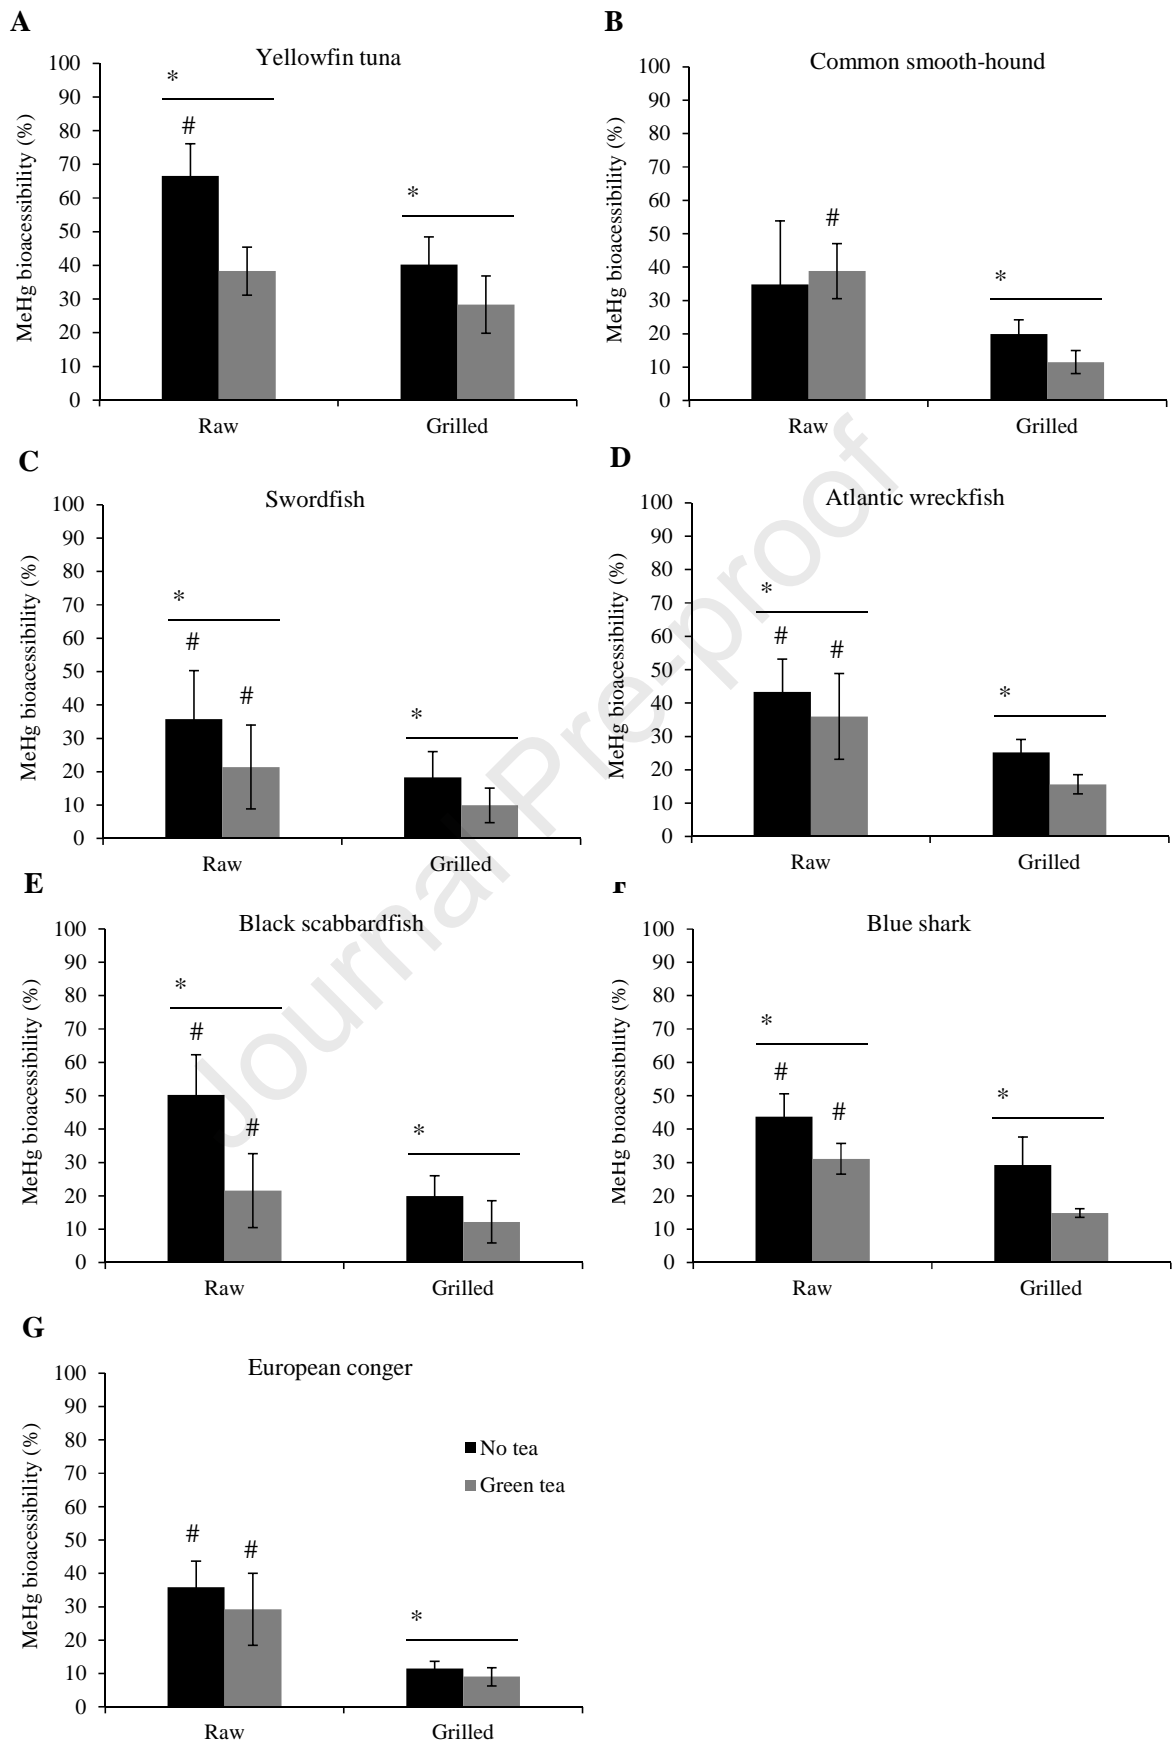 A
Yellowfin tuna
MeHg bioacessibility (%)
100
90
80
70
60
50
40
30
20
10
0
*
#
*
Raw
Grilled
B
Common smooth-hound
MeHg bioacessibility (%)
100
90
80
70
60
50
40
30
20
10
0
#
*
Raw
Grilled
C
Swordfish
MeHg bioacessibility (%)
100
90
80
70
60
50
40
30
20
10
0
*
#
#
*
Raw
Grilled
D
Atlantic wreckfish
MeHg bioacessibility (%)
100
90
80
70
60
50
40
30
20
10
0
*
#
#
*
Raw
Grilled
E
Black scabbardfish
MeHg bioacessibility (%)
100
90
80
70
60
50
40
30
20
10
0
*
#
#
*
Raw
Grilled
Blue shark
MeHg bioacessibility (%)
100
90
80
70
60
50
40
30
20
10
0
*
#
#
*
Raw
Grilled
G
European conger
MeHg bioacessibility (%)
100
90
80
70
60
50
40
30
20
10
0
#
#
*
No tea
Green tea
Raw
Grilled
Journal Pre-proof